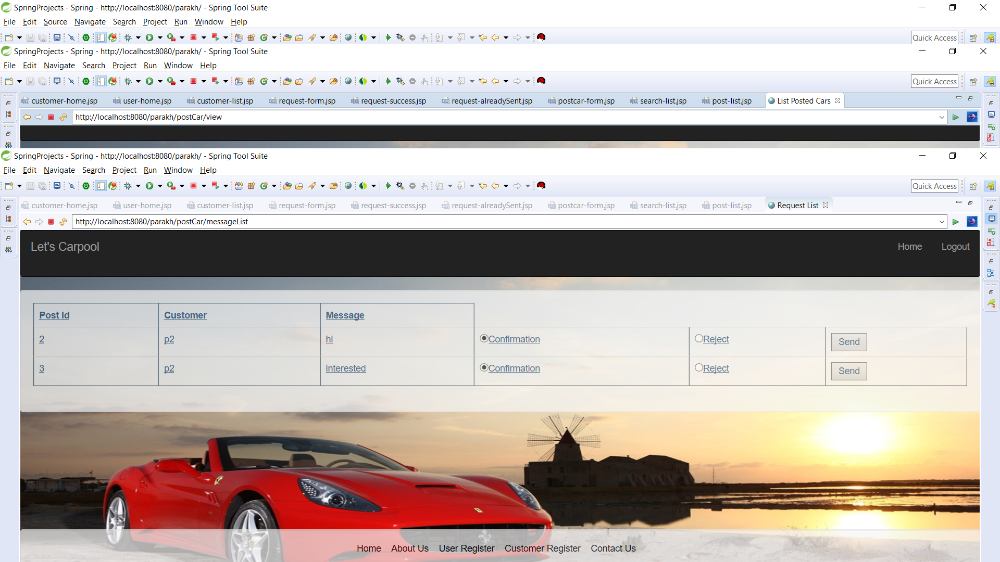 SpringProjects - Spring - http://localhost:8080/parakh/ - Spring Tool Suite
File Edit Source Navigate Search Project Run Window Help
Quick Access
SpringProjects - Spring - http://localhost:8080/parakh/ - Spring Tool Suite
File Edit Navigate Search Project Run Window Help
Quick Access
customer-home.jsp user-home.jsp customer-list.jsp request-form.jsp request-success.jsp request-alreadySent.jsp postcar-form.jsp search-list.jsp post-list.jsp List Posted Cars
http://localhost:8080/parakh/postCar/view
SpringProjects - Spring - http://localhost:8080/parakh/ - Spring Tool Suite
File Edit Navigate Search Project Run Window Help
Quick Access
customer-home.jsp user-home.jsp customer-list.jsp request-form.jsp request-success.jsp request-alreadySent.jsp postcar-form.jsp search-list.jsp post-list.jsp Request List
http://localhost:8080/parakh/postCar/messageList
Let's Carpool Home Logout
Post Id Customer Message
2 p2 hi Confirmation Reject Send
3 p2 interested Confirmation Reject Send
Home About Us User Register Customer Register Contact Us